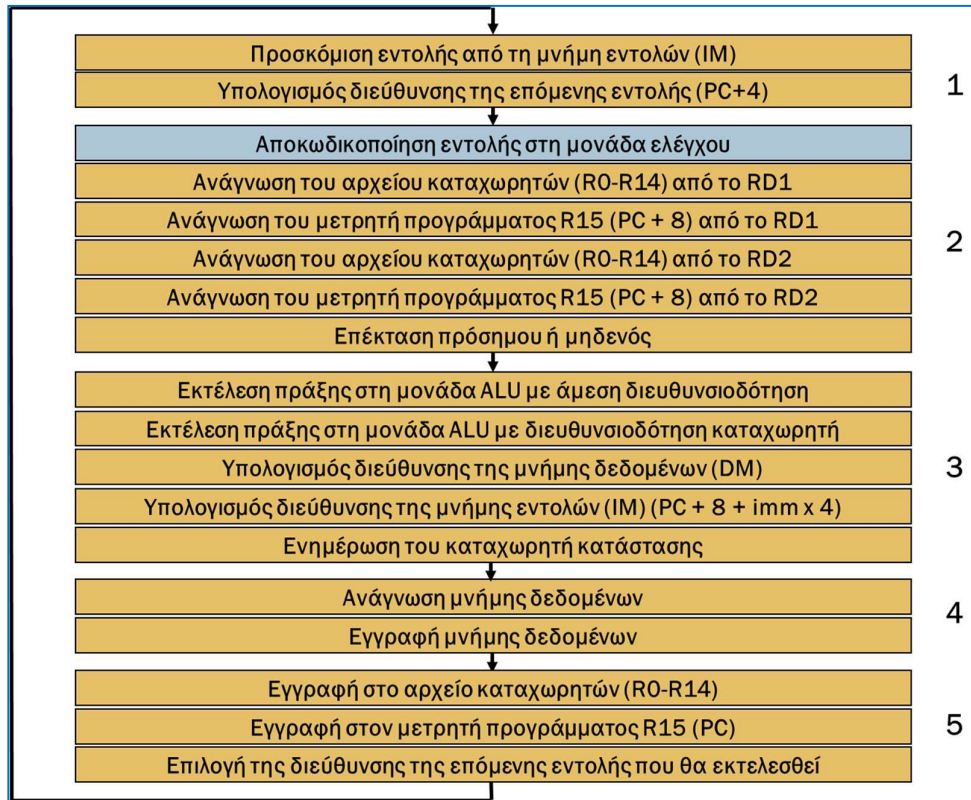 Προσκόμιση εντολής από τη μνήμη εντολών (IM)
Υπολογισμός διεύθυνσης της επόμενης εντολής (PC+4)
1
Αποκωδικοποίηση εντολής στη μονάδα ελέγχου
Ανάγνωση του αρχείου καταχωρητών (R0-R14) από το RD1
Ανάγνωση του μετρητή προγράμματος R15 (PC + 8) από το RD1
Ανάγνωση του αρχείου καταχωρητών (R0-R14) από το RD2
Ανάγνωση του μετρητή προγράμματος R15 (PC + 8) από το RD2
Επέκταση πρόσημου ή μηδενός
2
Εκτέλεση πράξης στη μονάδα ALU με άμεση διευθυνσιοδότηση
Εκτέλεση πράξης στη μονάδα ALU με διευθυνσιοδότηση καταχωρητή
Υπολογισμός διεύθυνσης της μνήμης δεδομένων (DM)
Υπολογισμός διεύθυνσης της μνήμης εντολών (IM) (PC + 8 + imm x 4)
Ενημέρωση του καταχωρητή κατάστασης
3
Ανάγνωση μνήμης δεδομένων
Εγγραφή μνήμης δεδομένων
4
Εγγραφή στο αρχείο καταχωρητών (R0-R14)
Εγγραφή στον μετρητή προγράμματος R15 (PC)
Επιλογή της διεύθυνσης της επόμενης εντολής που θα εκτελεσθεί
5